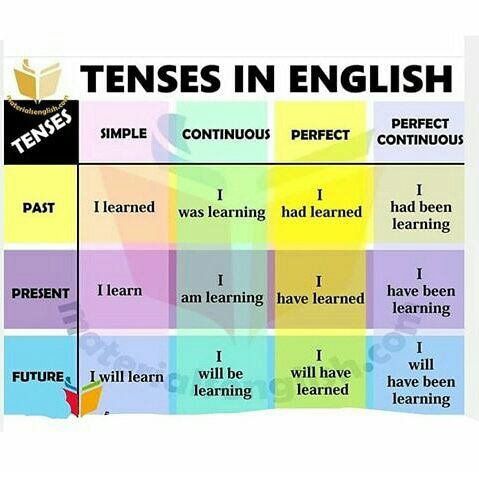 TENSES IN ENGLISH
materialsenglish.com
TENSES
SIMPLE
CONTINUOUS
PERFECT
PERFECT
CONTINUOUS
PAST
I learned
I
was learning
I
had learned
I
had been
learning
PRESENT
I learn
I
am learning
I
have learned
I
have been
learning
FUTURE
I will learn
I
will be
learning
I
will have
learned
I
will
have been
learning
materialsenglish.com